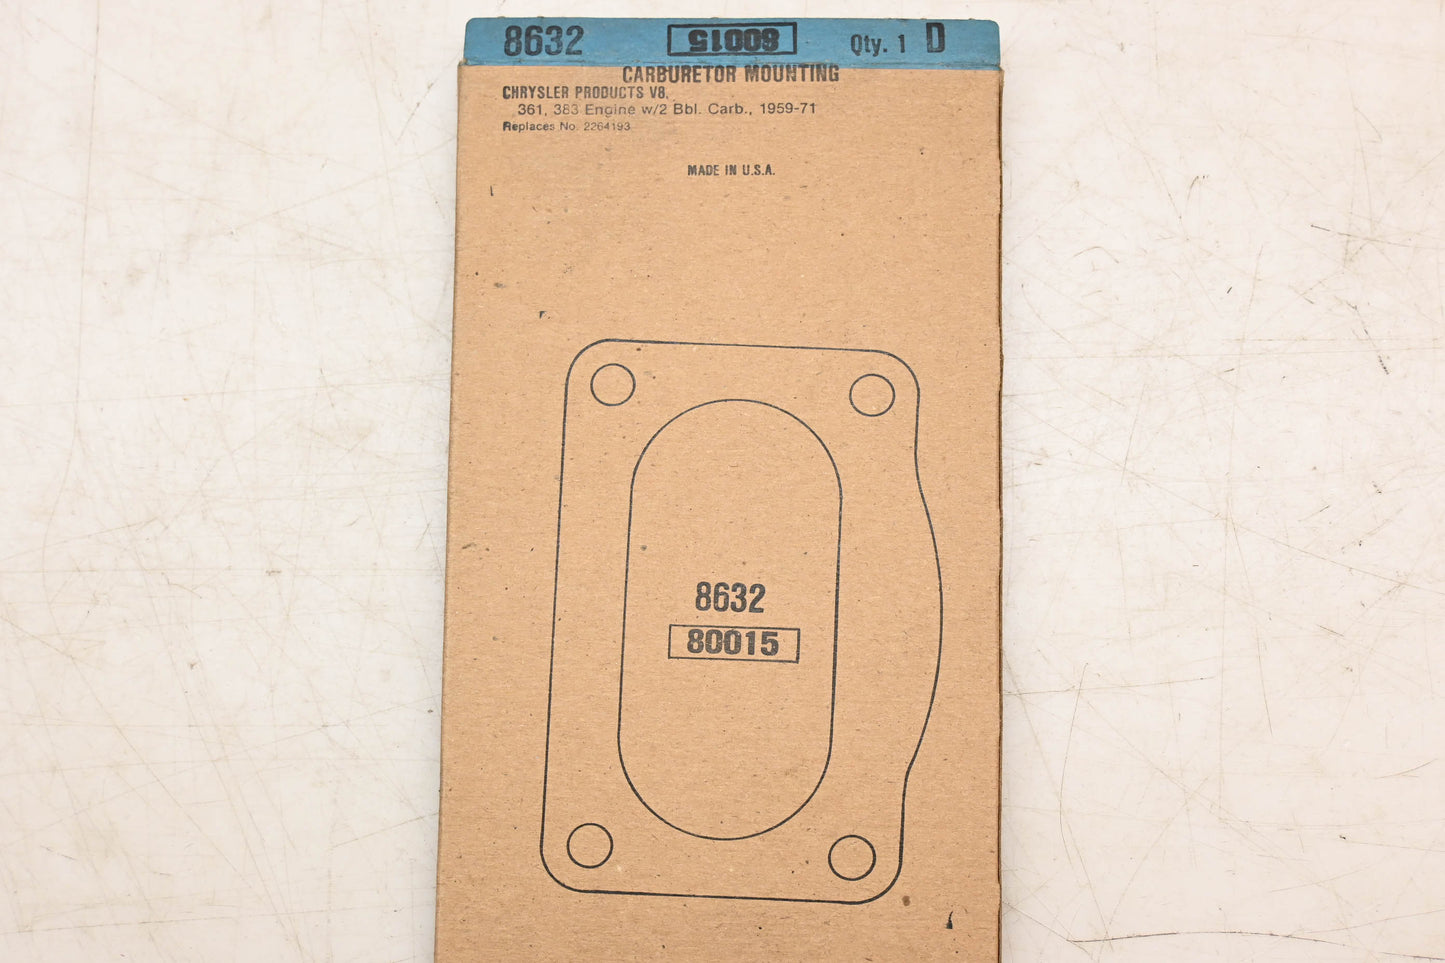 8632 80015 Qty. 1 D
CARBURETOR MOUNTING
CHRYSLER PRODUCTS V8,
361, 383 Engine w/2 Bbl. Carb., 1959-71
Replaces No. 2264193
MADE IN U.S.A.
8632
80015